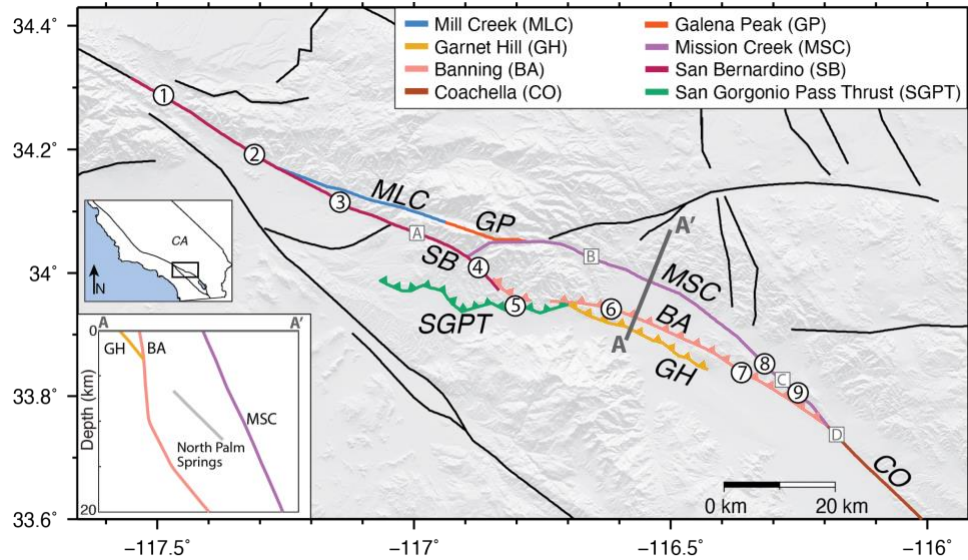 34.4°
34.2°
34°
33.8°
33.6°
−117.5°
−117°
−116.5°
−116°
Mill Creek (MLC)
Garnet Hill (GH)
Banning (BA)
Coachella (CO)
Galena Peak (GP)
Mission Creek (MSC)
San Bernardino (SB)
San Gorgonio Pass Thrust (SGPT)
1
2
3
MLC
A
GP
SB
4
B
A'
MSC
SGPT
5
6
BA
A
GH
7
8
C
9
D
CO
CA
N
A
A'
0
GH
BA
MSC
North Palm
Springs
Depth (km)
20
0 km
20 km